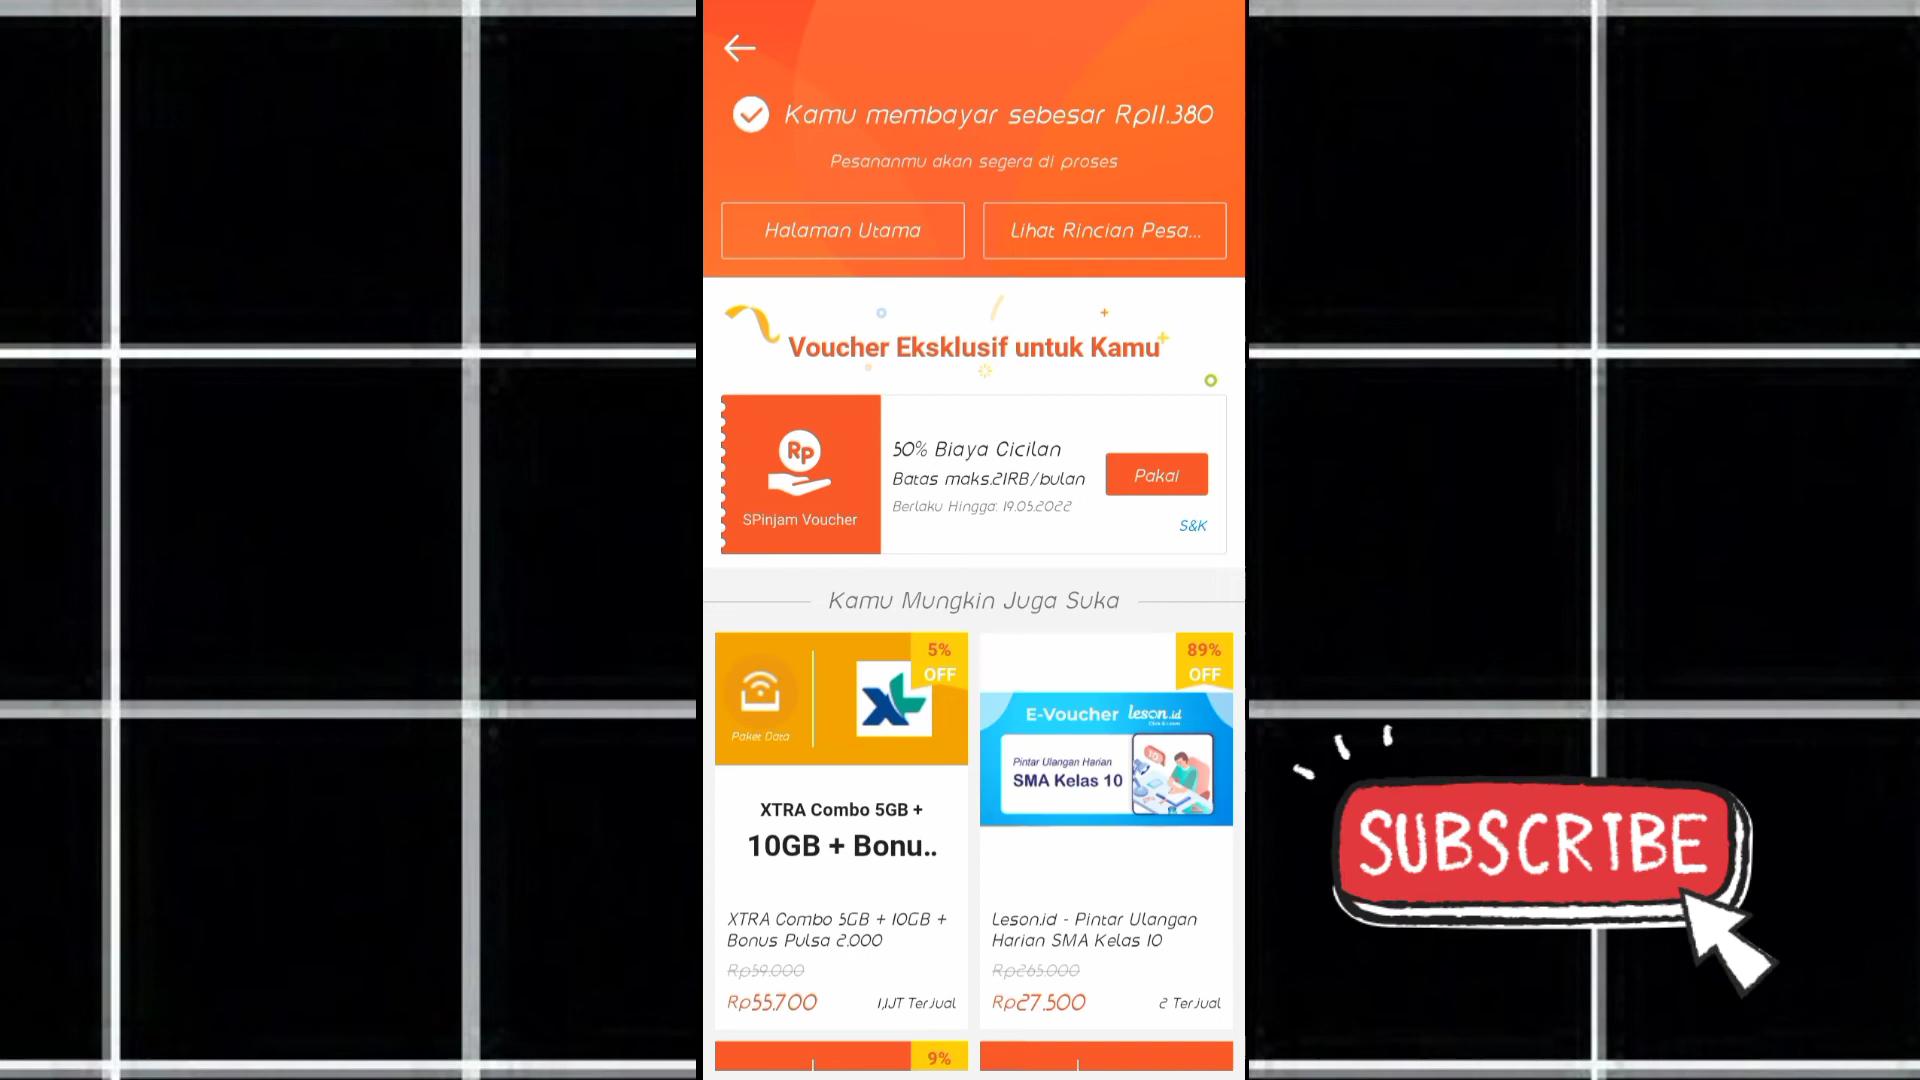 Kamu membayar sebesar Rp11.380
Pesananmu akan segera di proses
Halaman Utama
Lihat Rincian Pesa...
Voucher Eksklusif untuk Kamu
Rp
SPinjam Voucher
50% Biaya Cicilan
Batas maks.21RB/bulan
Berlaku Hingga: 19.05.2022
Pakai
S&K
Kamu Mungkin Juga Suka
5%
OFF
Paket Data
XL
XTRA Combo 5GB +
10GB + Bonu..
XTRA Combo 5GB + 10GB +
Bonus Pulsa 2.000
Rp59.000
Rp55.700
1,1JT Terjual
89%
OFF
E-Voucher leson.id
Pintar Ulangan Harian
SMA Kelas 10
Leson.id - Pintar Ulangan
Harian SMA Kelas 10
Rp265.000
Rp27.500
2 Terjual
9%
SUBSCRIBE